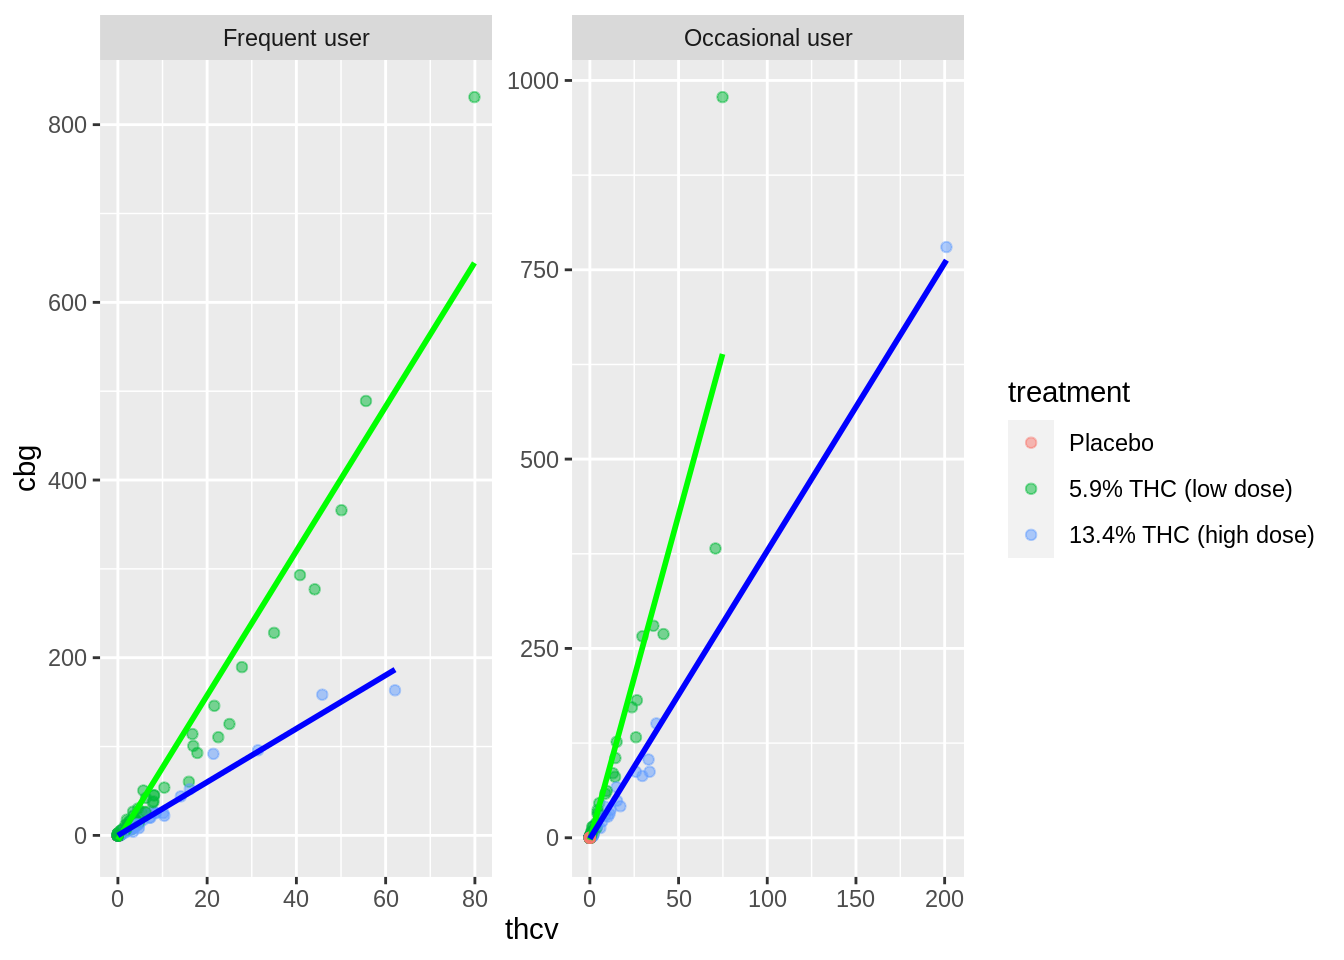 Frequent user
Occasional user
cbg
800
600
400
200
0
1000
750
500
250
0
0 20 40 60 80
0 50 100 150 200
thcv
treatment
Placebo
5.9% THC (low dose)
13.4% THC (high dose)